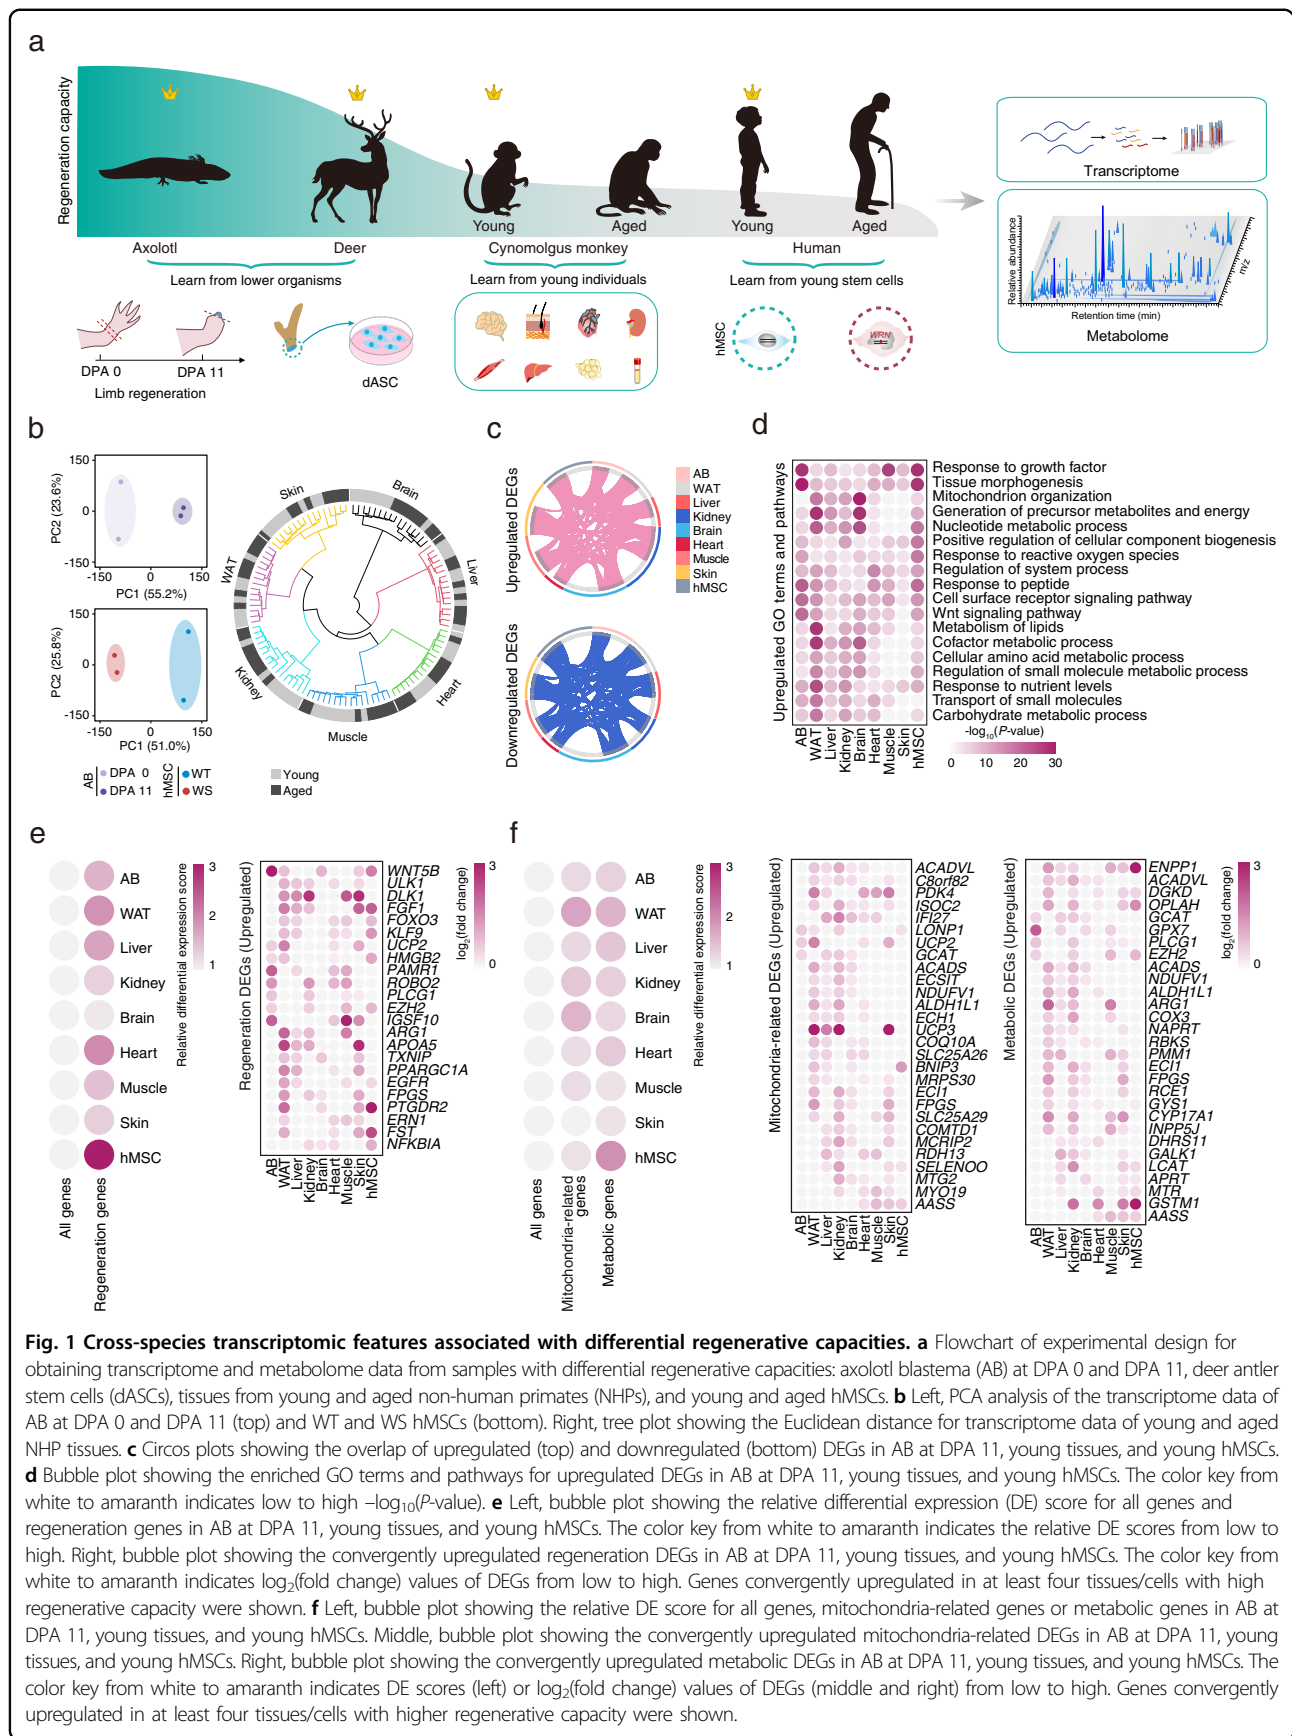 a
Regeneration capacity
Young
Aged
Young
Aged
Axolotl
Deer
Cynomolgus monkey
Human
Learn from lower organisms
Learn from young individuals
Learn from young stem cells
DPA 0
DPA 11
Limb regeneration
dASC
hMSC
WRN
Transcriptome
Relative abundance
m/z
Retention time (min)
Metabolome
b
150
0
-150
PC2 (23.6%)
-150 0 150
PC1 (55.2%)
150
0
-150
PC2 (25.8%)
-150 0 150
PC1 (51.0%)
AB
DPA 0
DPA 11
hMSC
WT
WS
Skin
Brain
Liver
Heart
Muscle
Kidney
WAT
Young
Aged
c
Upregulated DEGs
Downregulated DEGs
AB
WAT
Liver
Kidney
Brain
Heart
Muscle
Skin
hMSC
d
Upregulated GO terms and pathways
Response to growth factor
Tissue morphogenesis
Mitochondrion organization
Generation of precursor metabolites and energy
Nucleotide metabolic process
Positive regulation of cellular component biogenesis
Response to reactive oxygen species
Regulation of system process
Response to peptide
Cell surface receptor signaling pathway
Wnt signaling pathway
Metabolism of lipids
Cofactor metabolic process
Cellular amino acid metabolic process
Regulation of small molecule metabolic process
Response to nutrient levels
Transport of small molecules
Carbohydrate metabolic process
AB
WAT
Liver
Kidney
Brain
Heart
Muscle
Skin
hMSC
-log10(P-value)
0 10 20 30
e
AB
WAT
Liver
Kidney
Brain
Heart
Muscle
Skin
hMSC
All genes
Regeneration genes
Relative differential expression score
3
2
1
Regeneration DEGs (Upregulated)
WNT5B
ULK1
DLK1
FGF1
FOXO3
KLF9
UCP2
HMGB2
PAMR1
ROBO2
PLCG1
EZH2
IGSF10
ARG1
APOA5
TXNIP
PPARGC1A
EGFR
FPGS
PTGDR2
ERN1
FST
NFKBIA
AB
WAT
Liver
Kidney
Brain
Heart
Muscle
Skin
hMSC
log2(fold change)
3
0
f
AB
WAT
Liver
Kidney
Brain
Heart
Muscle
Skin
hMSC
All genes
Mitochondria-related genes
Metabolic genes
Relative differential expression score
3
2
1
Mitochondria-related DEGs (Upregulated)
ACADVL
C8orf82
PDK4
ISOC2
IFI27
LONP1
UCP2
GCAT
ACADS
ECSIT
NDUFV1
ALDH1L1
ECH1
UCP3
COQ10A
SLC25A26
BNIP3
MRPS30
ECI1
FPGS
SLC25A29
COMTD1
MCRIP2
RDH13
SELENOO
MTG2
MYO19
AASS
AB
WAT
Liver
Kidney
Brain
Heart
Muscle
Skin
hMSC
Metabolic DEGs (Upregulated)
ENPP1
ACADVL
DGKD
OPLAH
GCAT
GPX7
PLCG1
EZH2
ACADS
NDUFV1
ALDH1L1
ARG1
COX3
NAPRT
RBKS
PMM1
ECI1
FPGS
RCE1
GYS1
CYP17A1
INPP5J
DHRS11
GALK1
LCAT
APRT
MTR
GSTM1
AASS
AB
WAT
Liver
Kidney
Brain
Heart
Muscle
Skin
hMSC
log2(fold change)
3
0
Fig. 1 Cross-species transcriptomic features associated with differential regenerative capacities. a Flowchart of experimental design for
obtaining transcriptome and metabolome data from samples with differential regenerative capacities: axolotl blastema (AB) at DPA 0 and DPA 11, deer antler
stem cells (dASCs), tissues from young and aged non-human primates (NHPs), and young and aged hMSCs. b Left, PCA analysis of the transcriptome data of
AB at DPA 0 and DPA 11 (top) and WT and WS hMSCs (bottom). Right, tree plot showing the Euclidean distance for transcriptome data of young and aged
NHP tissues. c Circos plots showing the overlap of upregulated (top) and downregulated (bottom) DEGs in AB at DPA 11, young tissues, and young hMSCs.
d Bubble plot showing the enriched GO terms and pathways for upregulated DEGs in AB at DPA 11, young tissues, and young hMSCs. The color key from
white to amaranth indicates low to high –log10(P-value). e Left, bubble plot showing the relative differential expression (DE) score for all genes and
regeneration genes in AB at DPA 11, young tissues, and young hMSCs. The color key from white to amaranth indicates the relative DE scores from low to
high. Right, bubble plot showing the convergently upregulated regeneration DEGs in AB at DPA 11, young tissues, and young hMSCs. The color key from
white to amaranth indicates log2(fold change) values of DEGs from low to high. Genes convergently upregulated in at least four tissues/cells with high
regenerative capacity were shown. f Left, bubble plot showing the relative DE score for all genes, mitochondria-related genes or metabolic genes in AB at
DPA 11, young tissues, and young hMSCs. Middle, bubble plot showing the convergently upregulated mitochondria-related DEGs in AB at DPA 11, young
tissues, and young hMSCs. Right, bubble plot showing the convergently upregulated metabolic DEGs in AB at DPA 11, young tissues, and young hMSCs. The
color key from white to amaranth indicates DE scores (left) or log2(fold change) values of DEGs (middle and right) from low to high. Genes convergently
upregulated in at least four tissues/cells with higher regenerative capacity were shown.